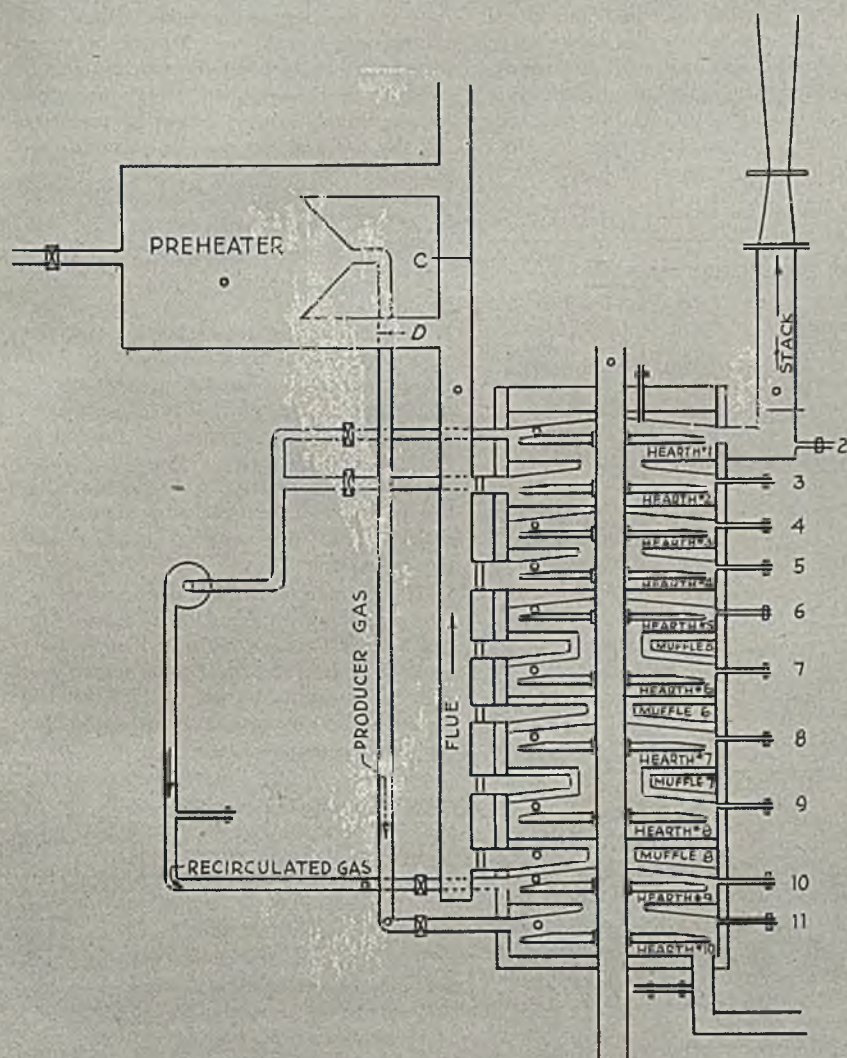 PREHEATER
C
D
STACK
2
HEARTH#1
3
HEARTH#2
4
HEARTH#3
5
HEARTH#4
6
HEARTH#5
MUFFLE 5
7
HEARTH#6
MUFFLE 6
8
HEARTH#7
MUFFLE 7
9
HEARTH#8
MUFFLE 8
10
HEARTH#9
11
HEARTH#10
PRODUCER GAS
FLUE
RECIRCULATED GAS